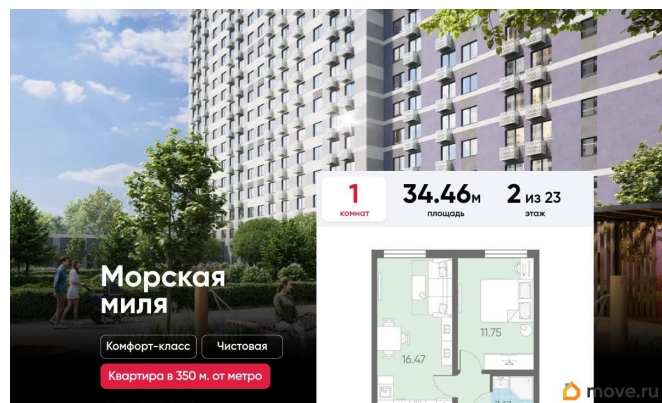 1
комнат
34.46м
площадь
2 из 23
этаж
Морская
миля
Комфорт-класс
Чистовая
Квартира в 350 м. от метро
16.47
11.75
move.ru